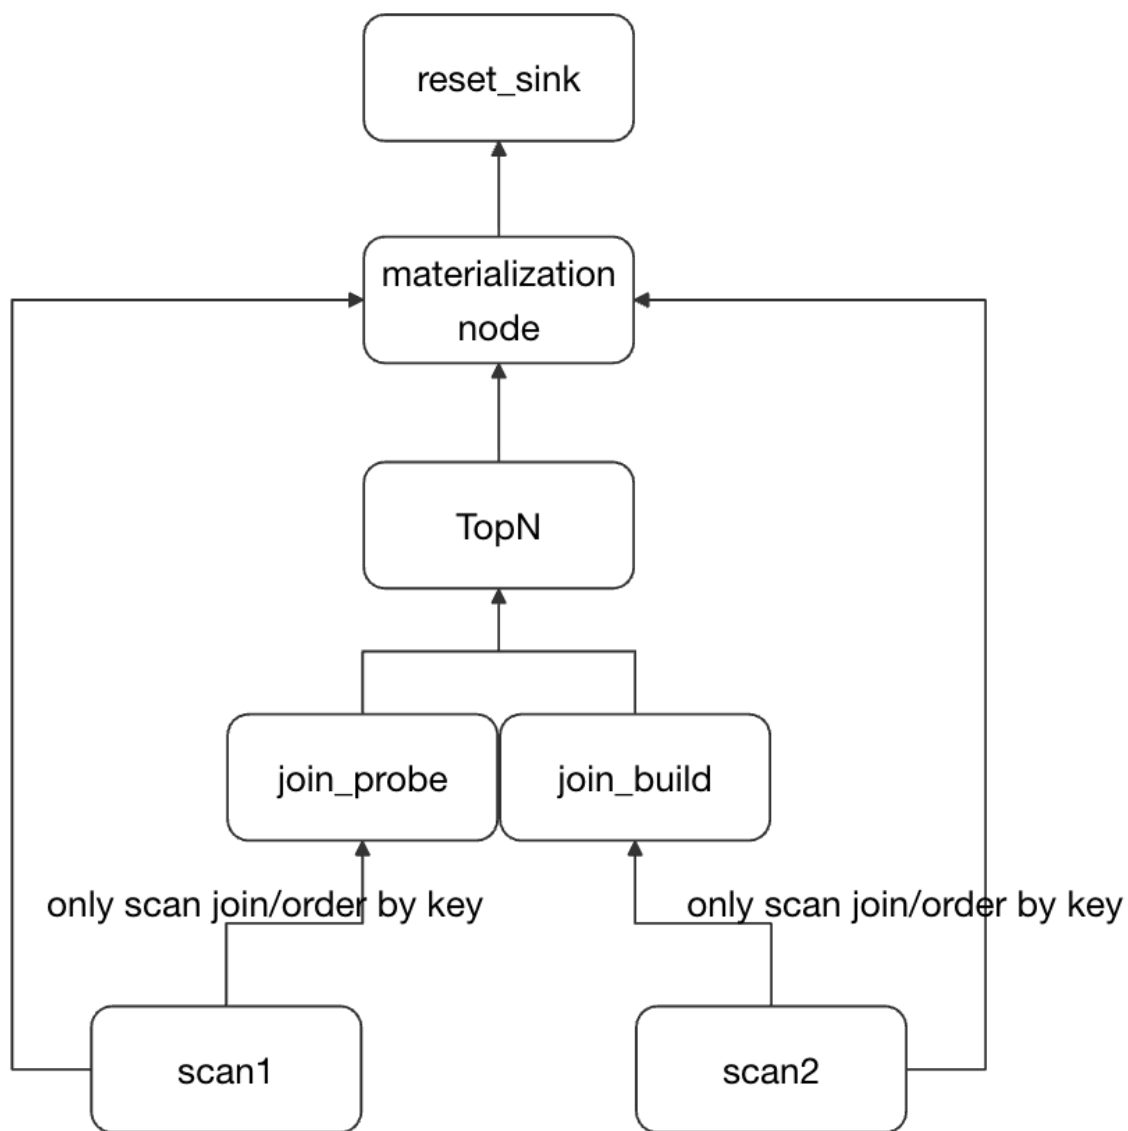 reset_sink
materialization
node
TopN
join_probe
join_build
only scan join/order by key
only scan join/order by key
scan1
scan2